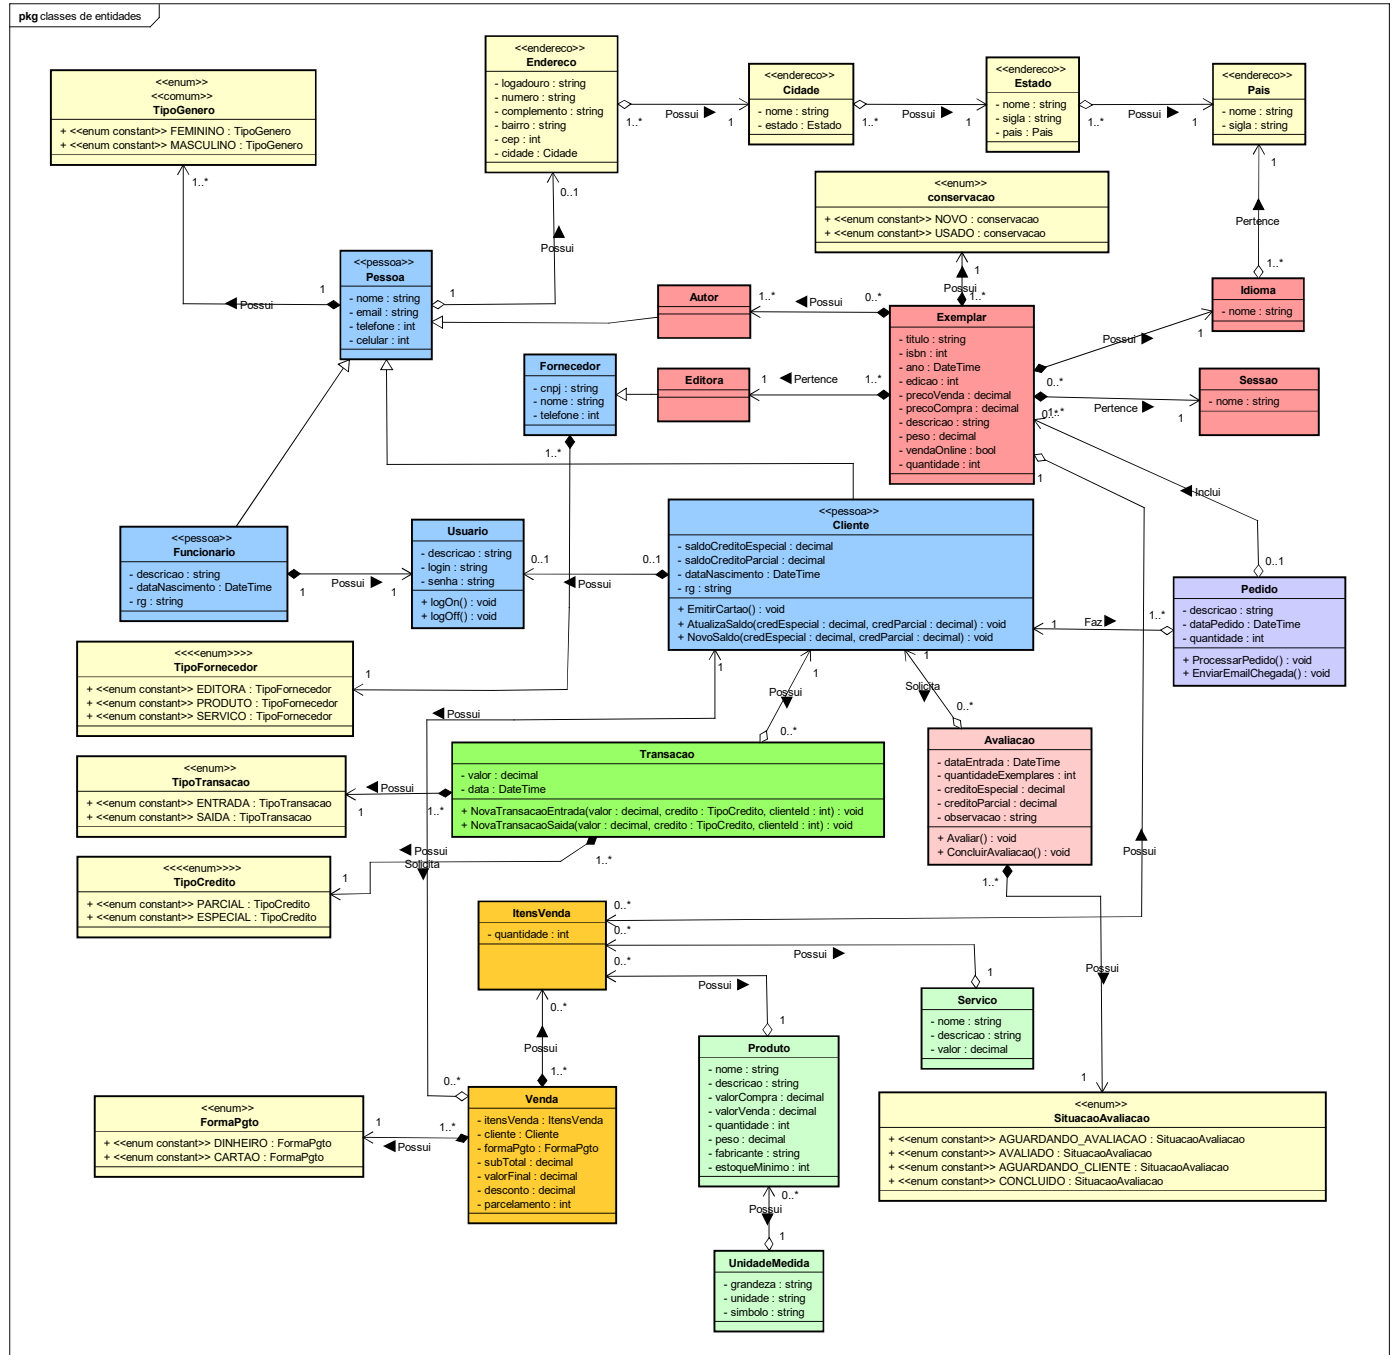 pkg classes de entidades
<<enum>>
<<comum>>
TipoGenero
+ <<enum constant>> FEMININO : TipoGenero
+ <<enum constant>> MASCULINO : TipoGenero
<<endereco>>
Endereco
- logadouro : string
- numero : string
- complemento : string
- bairro : string
- cep : int
- cidade : Cidade
1..*
Possui
1
<<endereco>>
Cidade
- nome : string
- estado : Estado
1..*
Possui
1
<<endereco>>
Estado
- nome : string
- sigla : string
- pais : Pais
1..*
Possui
1
<<endereco>>
Pais
- nome : string
- sigla : string
1..*
0..1
1
Possui
Pertence
1..*
<<enum>>
conservacao
+ <<enum constant>> NOVO : conservacao
+ <<enum constant>> USADO : conservacao
1
Possui
1..*
<<pessoa>>
Pessoa
- nome : string
- email : string
- telefone : int
- celular : int
1
Possui
1
Autor
1..*
Possui
0..*
Exemplar
- titulo : string
- isbn : int
- ano : DateTime
- edicao : int
- precoVenda : decimal
- precoCompra : decimal
- descricao : string
- peso : decimal
- vendaOnline : bool
- quantidade : int
Idioma
- nome : string
Possui
1
0..*
Sessao
- nome : string
Pertence
1
1..*
0..*
1
Fornecedor
- cnpj : string
- nome : string
- telefone : int
Editora
1
Pertence
1..*
1..*
Inclui
0..1
<<pessoa>>
Funcionario
- descricao : string
- dataNascimento : DateTime
- rg : string
1
Possui
1
Usuario
- descricao : string
- login : string
- senha : string
+ logOn() : void
+ logOff() : void
0..1
0..1
Possui
<<pessoa>>
Cliente
- saldoCreditoEspecial : decimal
- saldoCreditoParcial : decimal
- dataNascimento : DateTime
- rg : string
+ EmitirCartao() : void
+ AtualizaSaldo(credEspecial : decimal, credParcial : decimal) : void
+ NovoSaldo(credEspecial : decimal, credParcial : decimal) : void
1
Faz
1..*
Pedido
- descricao : string
- dataPedido : DateTime
- quantidade : int
+ ProcessarPedido() : void
+ EnviarEmailChegada() : void
<<<<enum>>>>
TipoFornecedor
+ <<enum constant>> EDITORA : TipoFornecedor
+ <<enum constant>> PRODUTO : TipoFornecedor
+ <<enum constant>> SERVICO : TipoFornecedor
1
Possui
1
1
Possui
0..*
1
Solicita
0..*
<<enum>>
TipoTransacao
+ <<enum constant>> ENTRADA : TipoTransacao
+ <<enum constant>> SAIDA : TipoTransacao
Possui
1
1..*
Transacao
- valor : decimal
- data : DateTime
+ NovaTransacaoEntrada(valor : decimal, credito : TipoCredito, clienteId : int) : void
+ NovaTransacaoSaida(valor : decimal, credito : TipoCredito, clienteId : int) : void
Avaliacao
- dataEntrada : DateTime
- quantidadeExemplares : int
- creditoEspecial : decimal
- creditoParcial : decimal
- observacao : string
+ Avaliar() : void
+ ConcluirAvaliacao() : void
Possui
<<<<enum>>>>
TipoCredito
+ <<enum constant>> PARCIAL : TipoCredito
+ <<enum constant>> ESPECIAL : TipoCredito
1
Possui
Solicita
1..*
1..*
ItensVenda
- quantidade : int
0..*
0..*
Possui
0..*
Possui
1
Servico
- nome : string
- descricao : string
- valor : decimal
Possui
1
0..*
Possui
1..*
1
Produto
- nome : string
- descricao : string
- valorCompra : decimal
- valorVenda : decimal
- quantidade : int
- peso : decimal
- fabricante : string
- estoqueMinimo : int
0..*
Venda
- itensVenda : ItensVenda
- cliente : Cliente
- formaPgto : FormaPgto
- subTotal : decimal
- valorFinal : decimal
- desconto : decimal
- parcelamento : int
<<enum>>
FormaPgto
+ <<enum constant>> DINHEIRO : FormaPgto
+ <<enum constant>> CARTAO : FormaPgto
1
Possui
1..*
<<enum>>
SituacaoAvaliacao
+ <<enum constant>> AGUARDANDO_AVALIACAO : SituacaoAvaliacao
+ <<enum constant>> AVALIADO : SituacaoAvaliacao
+ <<enum constant>> AGUARDANDO_CLIENTE : SituacaoAvaliacao
+ <<enum constant>> CONCLUIDO : SituacaoAvaliacao
0..*
Possui
1
UnidadeMedida
- grandeza : string
- unidade : string
- simbolo : string